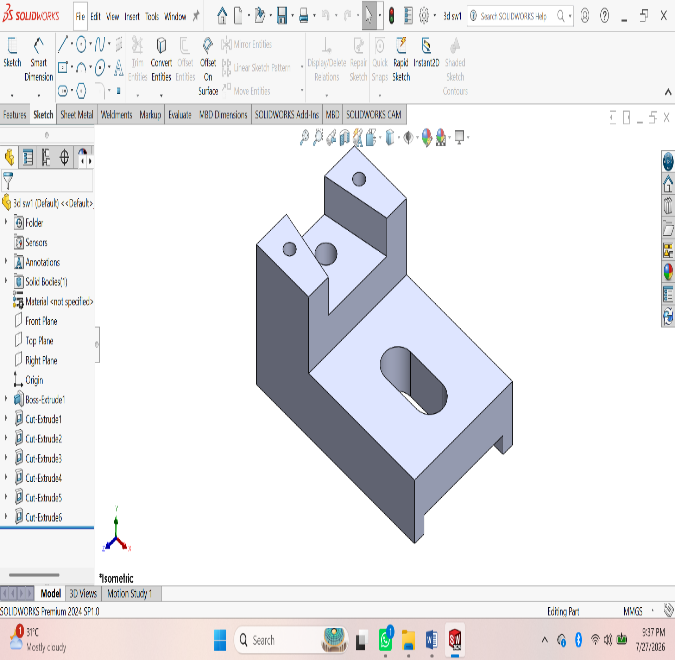 SOLIDWORKS File Edit View Insert Tools Window 3d sw1 Search SOLIDWORKS Help
Sketch Smart Dimension Trim Entities Convert Entities Offset Entities Offset On Surface Mirror Entities Linear Sketch Pattern Move Entities Display/Delete Relations Repair Sketch Quick Snaps Rapid Sketch Instant2D Shaded Sketch Contours
Features Sketch Sheet Metal Weldments Markup Evaluate MBD Dimensions SOLIDWORKS Add-Ins MBD SOLIDWORKS CAM
3d sw1 (Default) <<Default>
Folder
Sensors
Annotations
Solid Bodies(1)
Material <not specified>
Front Plane
Top Plane
Right Plane
Origin
Boss-Extrude1
Cut-Extrude1
Cut-Extrude2
Cut-Extrude3
Cut-Extrude4
Cut-Extrude5
Cut-Extrude6
*Isometric
Model 3D Views Motion Study 1
SOLIDWORKS Premium 2024 SP1.0 Editing Part MMGS
1 31°C Search 9:37 PM
Mostly cloudy 7/27/2026